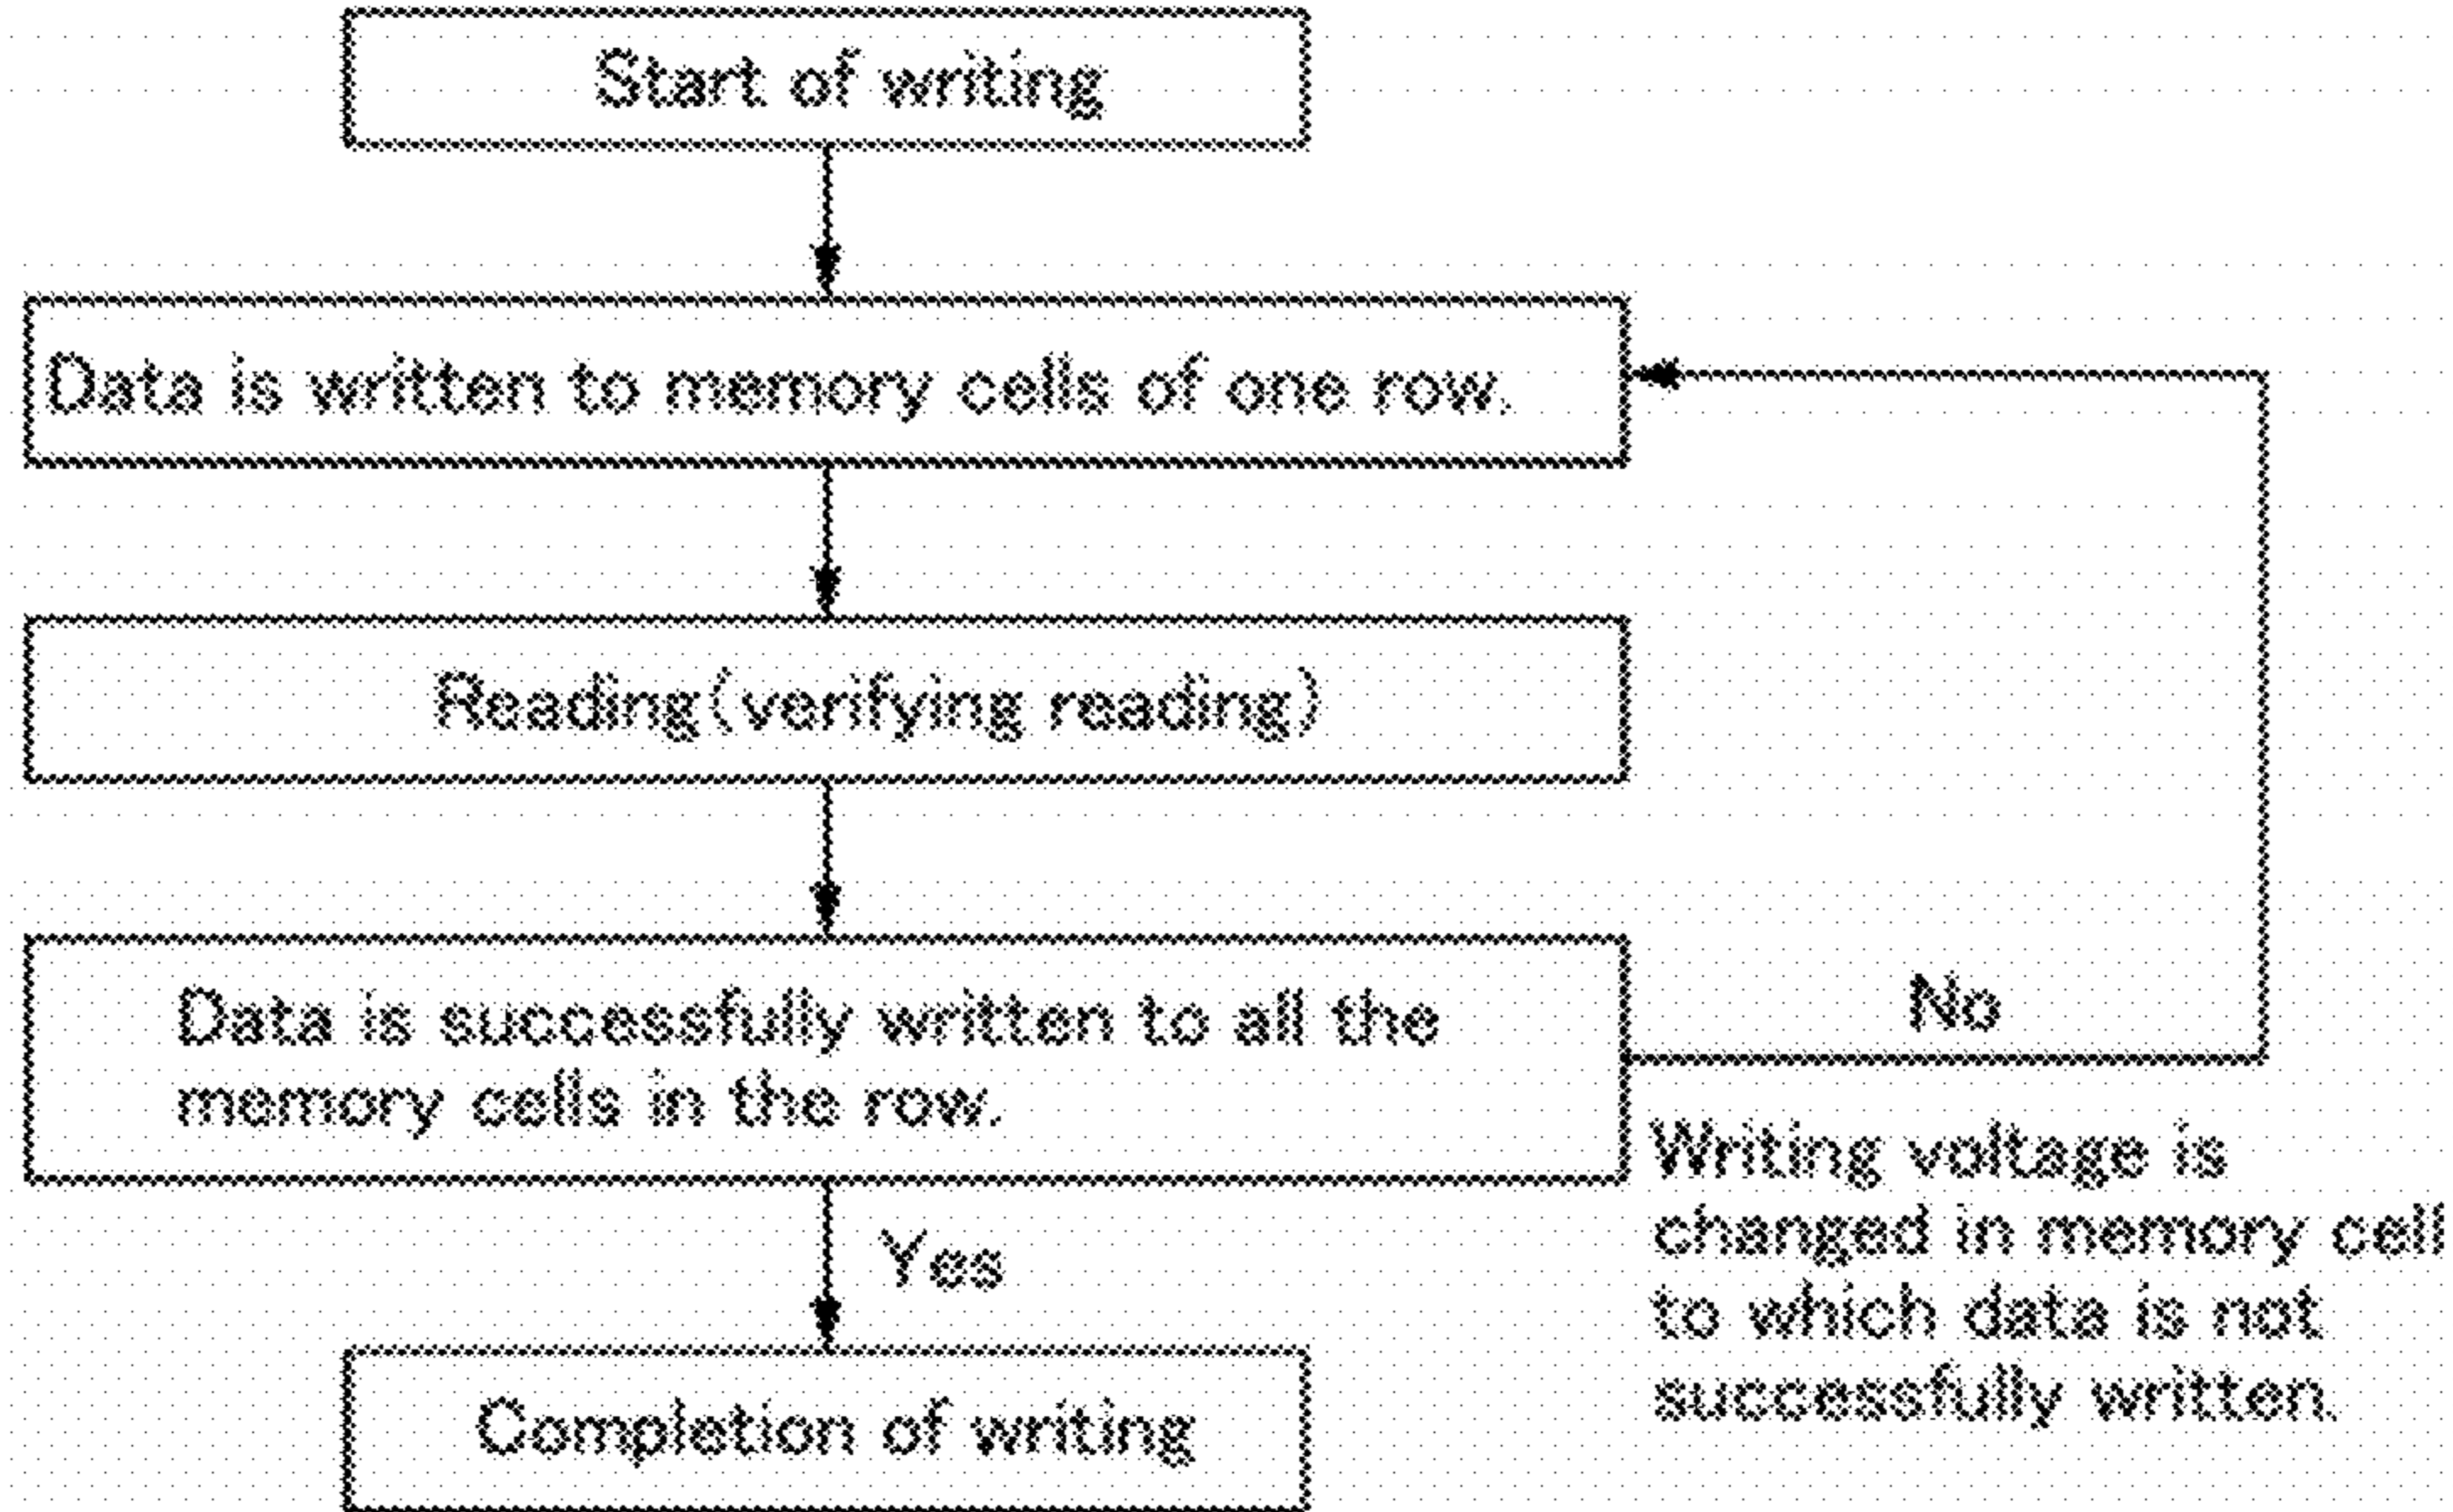 Start of writing
Data is written to memory cells of one row.
Reading(verifying reading)
Data is successfully written to all the
memory cells in the row.
No
Writing voltage is
changed in memory cell
to which data is not
successfully written.
Yes
Completion of writing